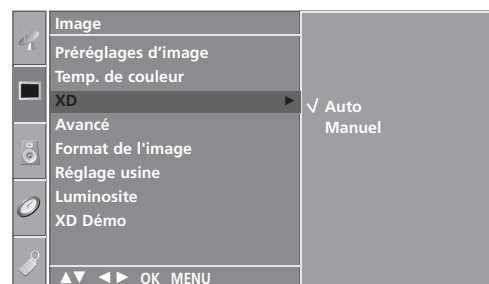 Image
Préréglages d’image
Temp. de couleur
XD ►
Avancé
Format de l'image
Réglage usine
Luminosite
XD Démo
▲▼ ◄► OK MENU
√ Auto
Manuel